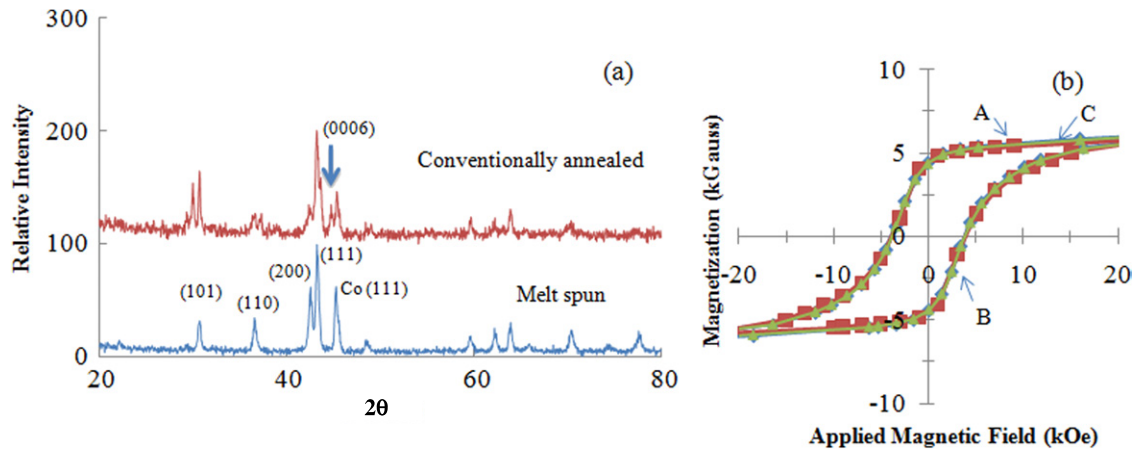 300
200
100
0
Relative Intensity
(a)
(0006)
Conventionally annealed
(101)
(110)
(200)
(111)
Co (111)
Melt spun
20
40
60
80
2θ
10
5
0
-5
-10
Magnetization (kGauss)
(b)
A
C
B
-20
-10
0
10
20
Applied Magnetic Field (kOe)